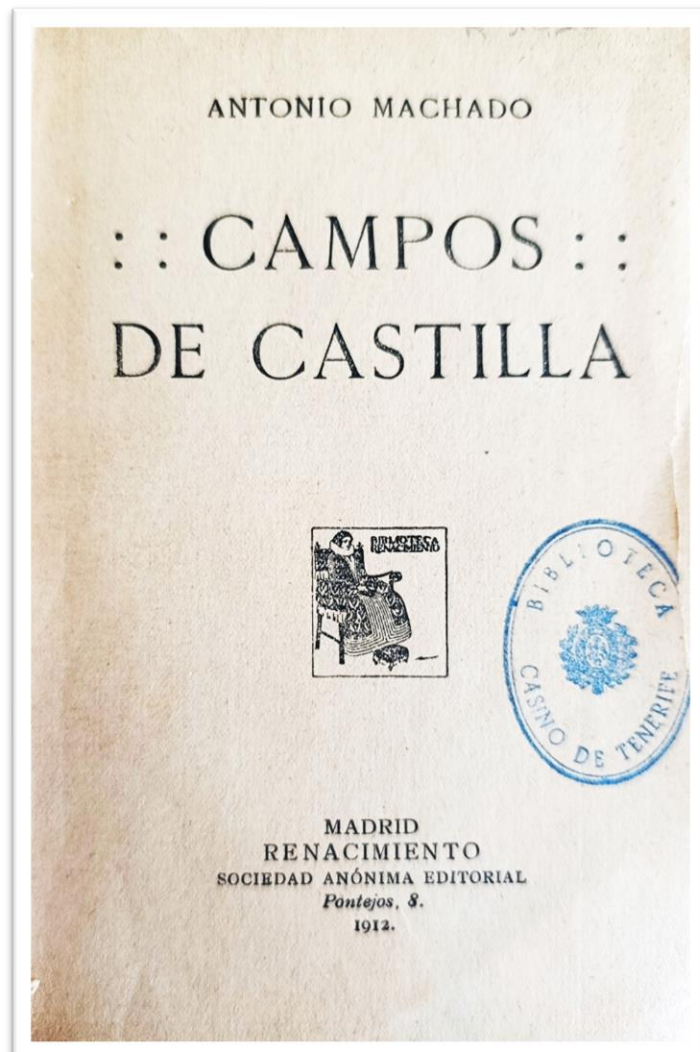 ANTONIO MACHADO
: : CAMPOS : :
DE CASTILLA
BIBLIOTECA
RENACIMIENTO
BIBLIOTECA
CASINO DE TENERIFE
MADRID
RENACIMIENTO
SOCIEDAD ANÓNIMA EDITORIAL
Pontejos, 8.
1912.